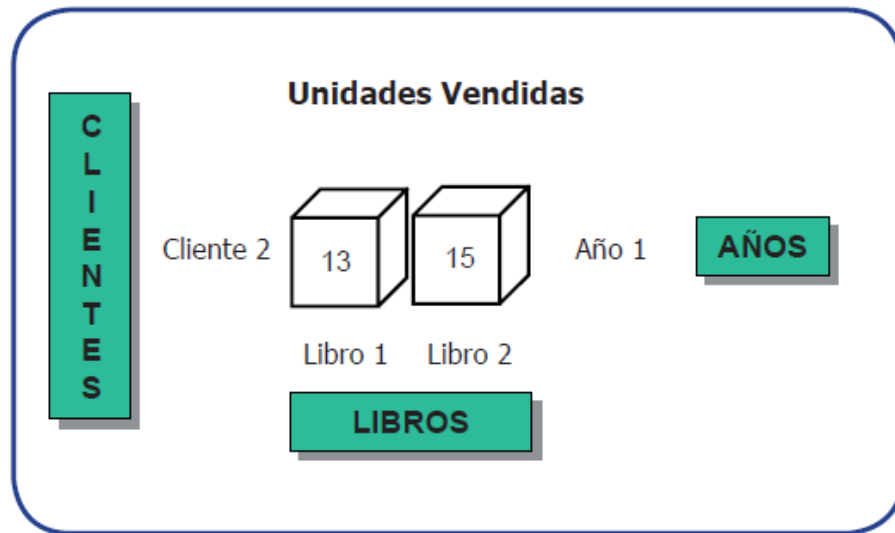 Unidades Vendidas
CLIENTES
Cliente 2
13
15
Año 1
AÑOS
Libro 1
Libro 2
LIBROS